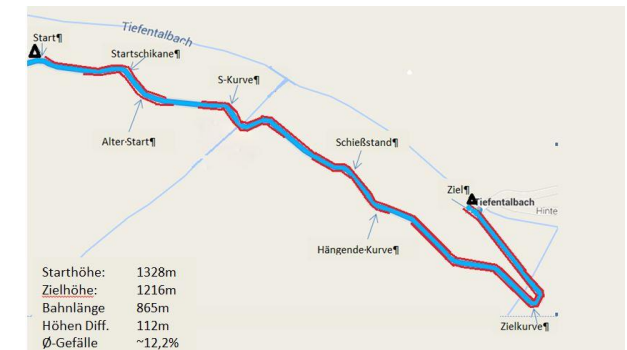 Start¶
Tiefentalbach
Startschikane¶
S-Kurve¶
Alter·Start¶
Schießstand¶
Ziel¶
Tiefentalbach
Hinte
Hängende·Kurve¶
Zielkurve¶
Starthöhe: 1328m
Zielhöhe: 1216m
Bahnlänge 865m
Höhen Diff. 112m
Ø-Gefälle ~12,2%